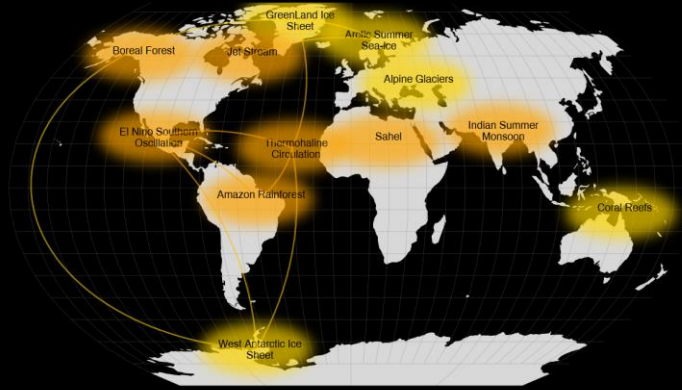 GreenLand Ice
Sheet
Arctic Summer
Sea-Ice
Boreal Forest
Jet Stream
Alpine Glaciers
El Nino Southern
Oscillation
Thermohaline
Circulation
Sahel
Indian Summer
Monsoon
Amazon Rainforest
Coral Reefs
West Antarctic Ice
Sheet